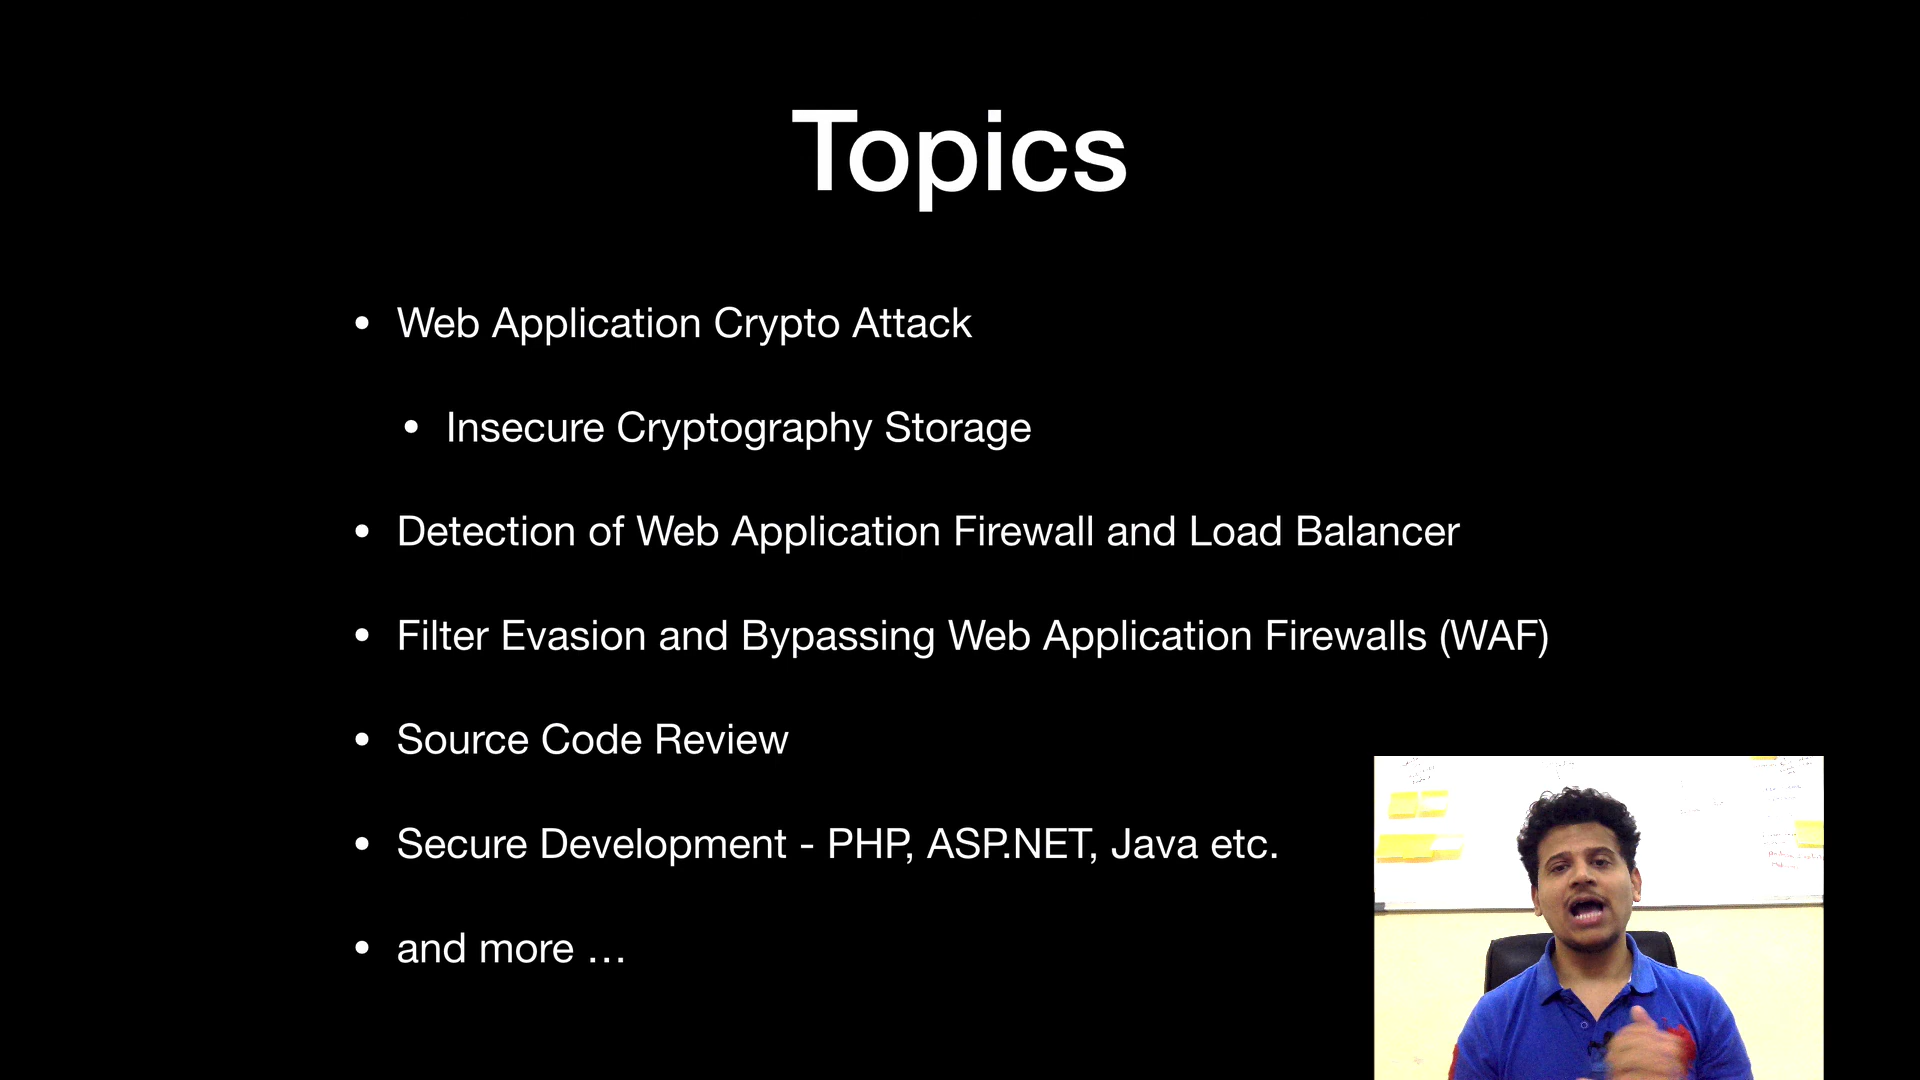 Topics
• Web Application Crypto Attack
• Insecure Cryptography Storage
• Detection of Web Application Firewall and Load Balancer
• Filter Evasion and Bypassing Web Application Firewalls (WAF)
• Source Code Review
• Secure Development - PHP, ASP.NET, Java etc.
• and more …